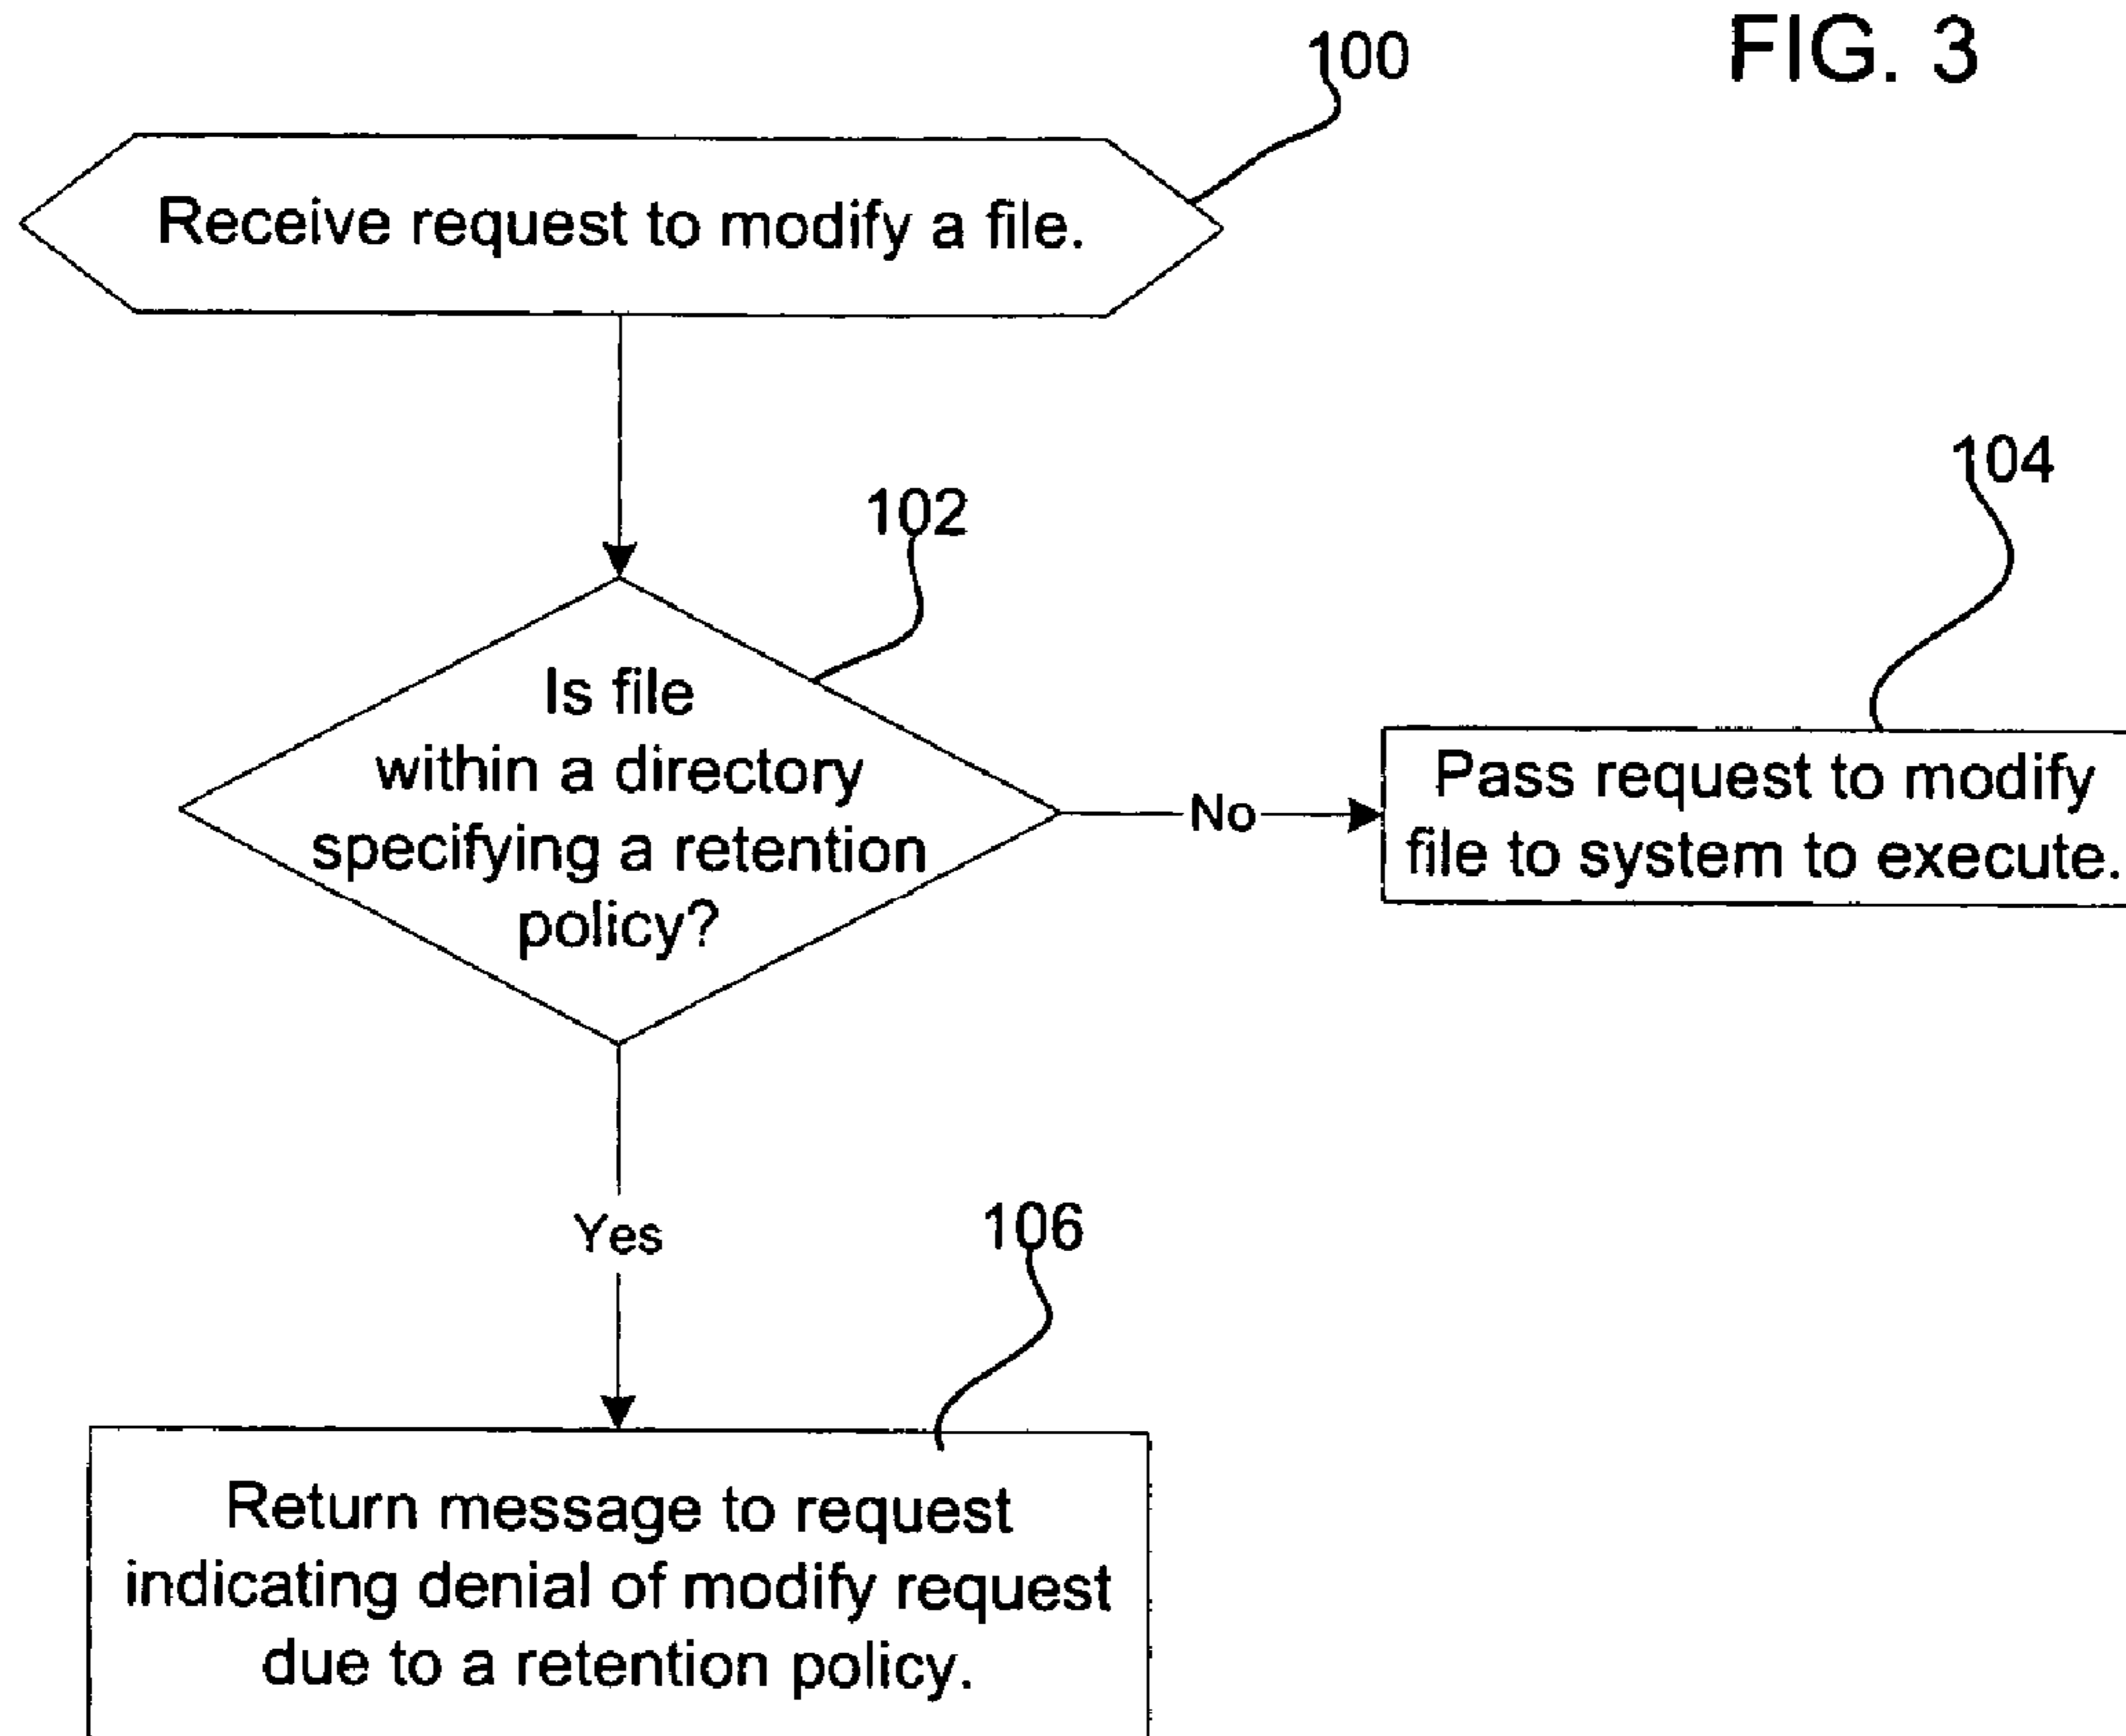 FIG. 3
100
Receive request to modify a file.
102
Is file
within a directory
specifying a retention
policy?
No
104
Pass request to modify
file to system to execute.
Yes
106
Return message to request
indicating denial of modify request
due to a retention policy.